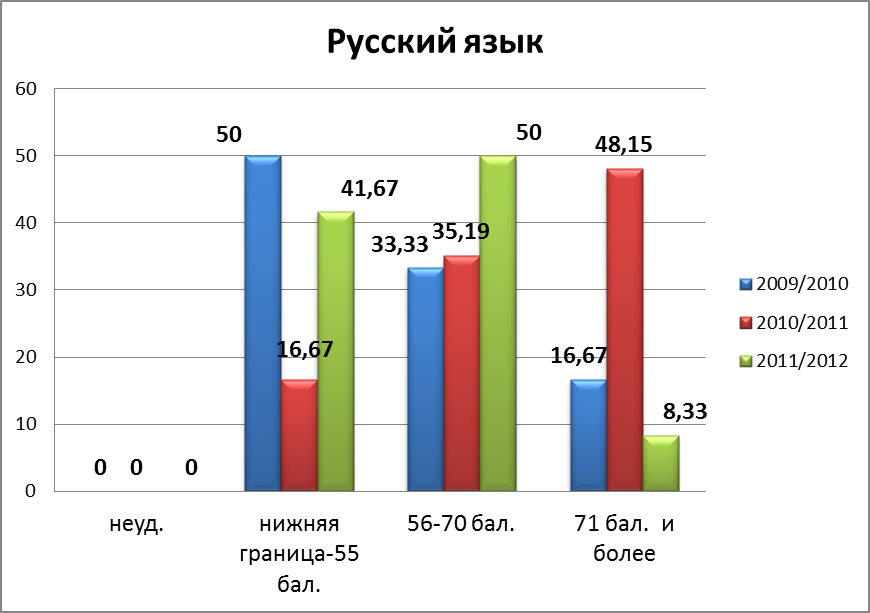 Русский язык
60
50
40
30
20
10
0
0 0 0
50
16,67
41,67
33,33
35,19
50
16,67
48,15
8,33
неуд.
нижняя
граница-55
бал.
56-70 бал.
71 бал. и
более
2009/2010
2010/2011
2011/2012